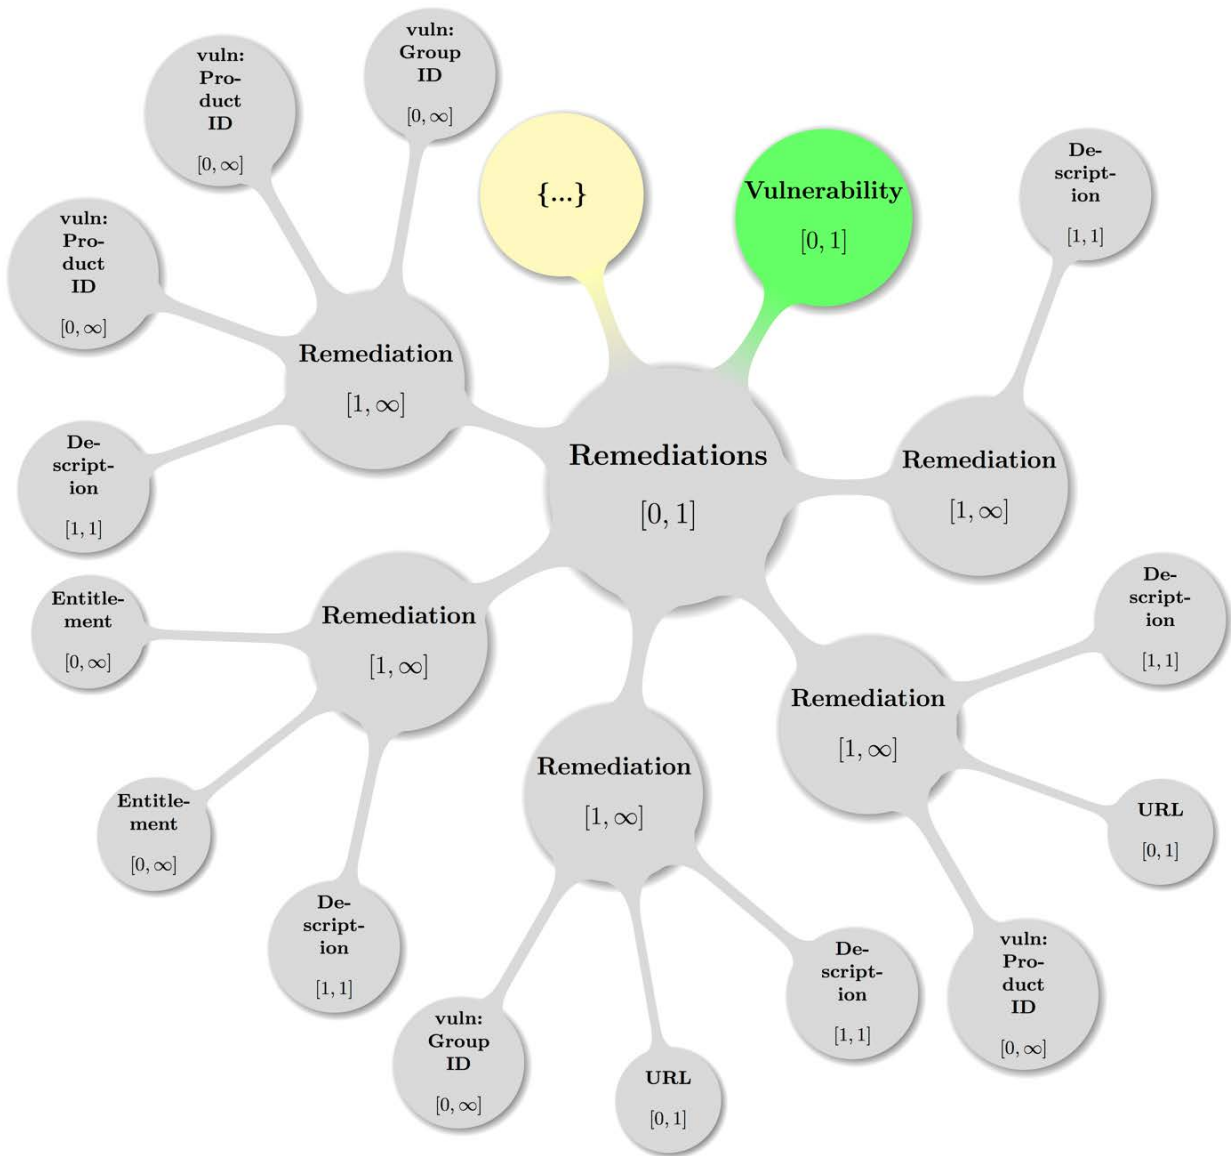 vuln:
Group
ID
[0, ∞]
vuln:
Pro-
duct
ID
[0, ∞]
{...}
Vulnerability
[0, 1]
De-
script-
ion
[1, 1]
vuln:
Pro-
duct
ID
[0, ∞]
Remediation
[1, ∞]
De-
script-
ion
[1, 1]
Remediations
[0, 1]
Remediation
[1, ∞]
Entitle-
ment
[0, ∞]
Remediation
[1, ∞]
Entitle-
ment
[0, ∞]
De-
script-
ion
[1, 1]
Remediation
[1, ∞]
vuln:
Group
ID
[0, ∞]
URL
[0, 1]
De-
script-
ion
[1, 1]
Remediation
[1, ∞]
De-
script-
ion
[1, 1]
URL
[0, 1]
vuln:
Pro-
duct
ID
[0, ∞]